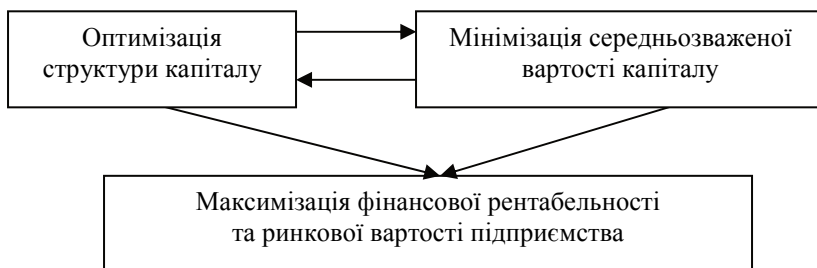 Оптимізація
структури капіталу
Мінімізація середньозваженої
вартості капіталу
Максимізація фінансової рентабельності
та ринкової вартості підприємства